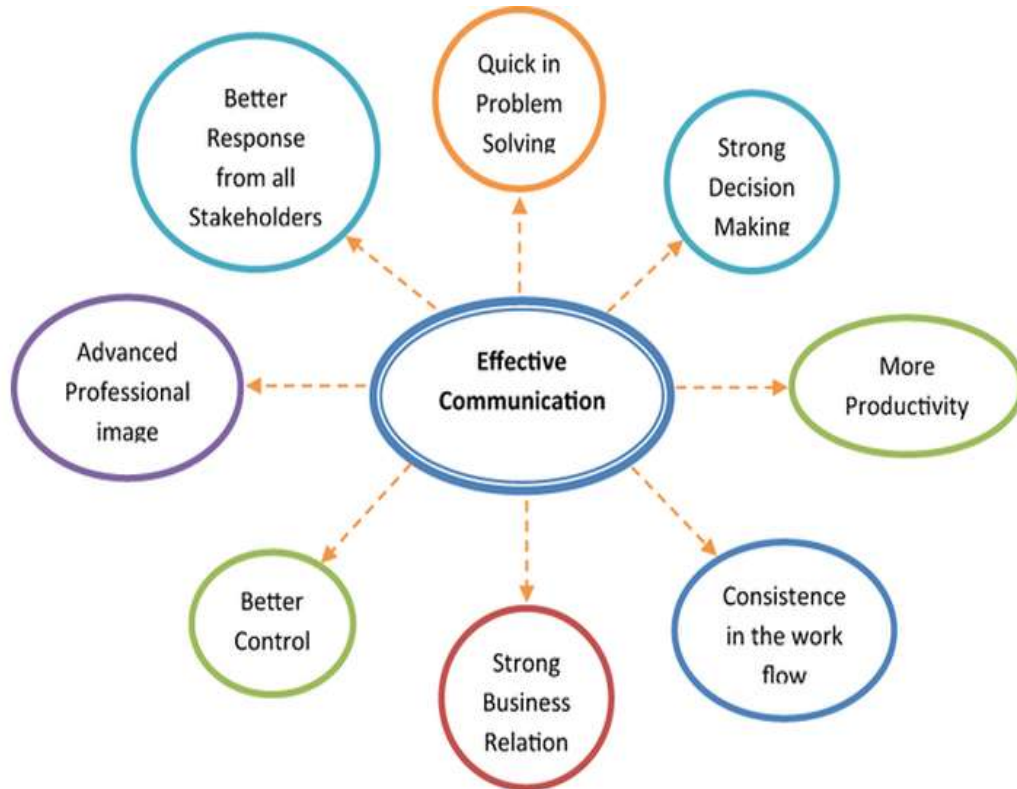 Quick in
Problem
Solving
Better
Response
from all
Stakeholders
Strong
Decision
Making
Effective
Communication
Advanced
Professional
image
More
Productivity
Better
Control
Strong
Business
Relation
Consistence
in the work
flow